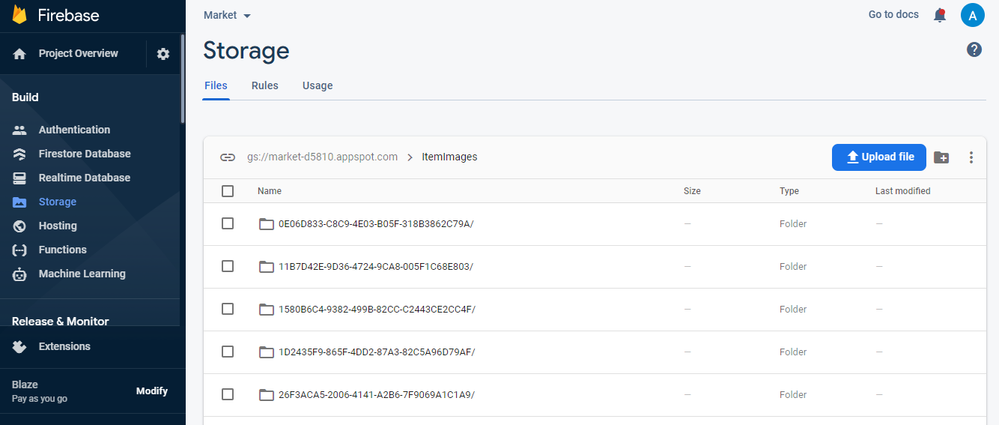 Firebase
Project Overview
Build
Authentication
Firestore Database
Realtime Database
Storage
Hosting
Functions
Machine Learning
Release & Monitor
Extensions
Blaze
Pay as you go
Modify
Market
Go to docs
A
Storage
?
Files Rules Usage
gs://market-d5810.appspot.com > ItemImages
Upload file
Name Size Type Last modified
0E06D833-C8C9-4E03-B05F-318B3862C79A/ — Folder —
11B7D42E-9D36-4724-9CA8-005F1C68E803/ — Folder —
1580B6C4-9382-499B-82CC-C2443CE2CC4F/ — Folder —
1D2435F9-865F-4DD2-87A3-82C5A96D79AF/ — Folder —
26F3ACA5-2006-4141-A2B6-7F9069A1C1A9/ — Folder —